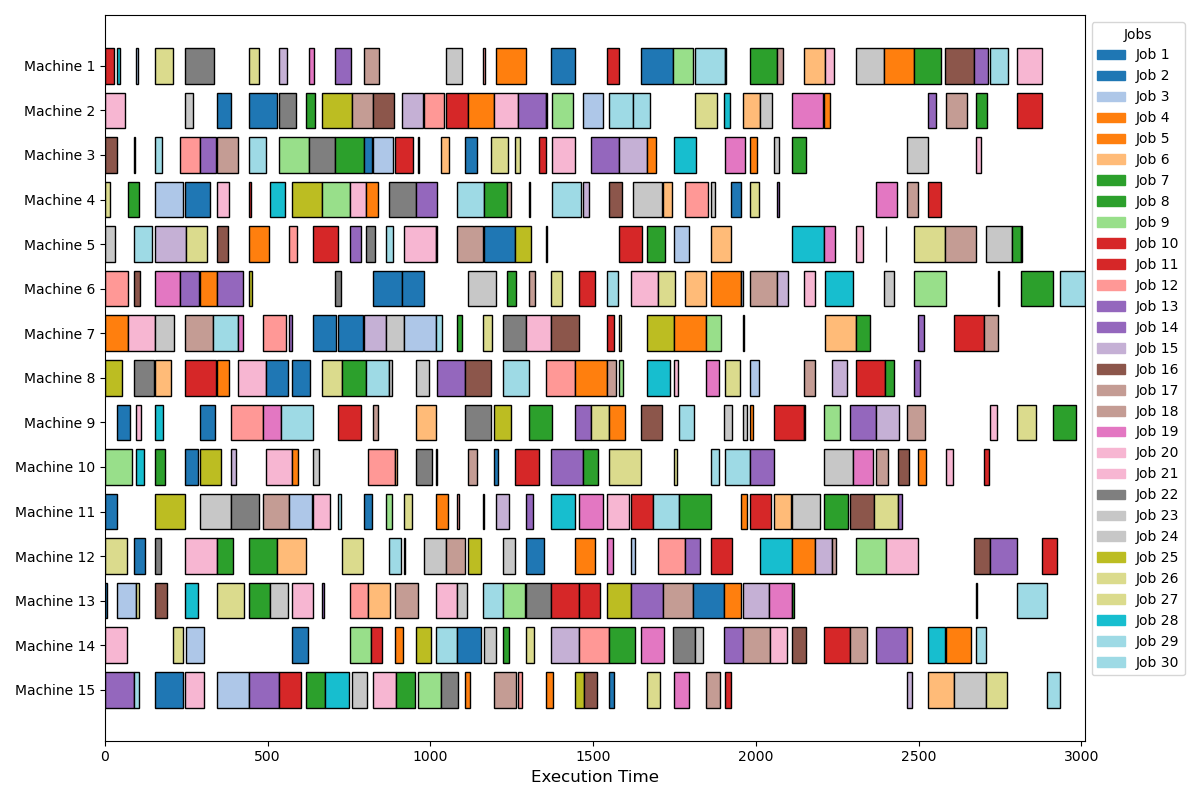 Machine 1
Machine 2
Machine 3
Machine 4
Machine 5
Machine 6
Machine 7
Machine 8
Machine 9
Machine 10
Machine 11
Machine 12
Machine 13
Machine 14
Machine 15
0 500 1000 1500 2000 2500 3000
Execution Time
Jobs
Job 1
Job 2
Job 3
Job 4
Job 5
Job 6
Job 7
Job 8
Job 9
Job 10
Job 11
Job 12
Job 13
Job 14
Job 15
Job 16
Job 17
Job 18
Job 19
Job 20
Job 21
Job 22
Job 23
Job 24
Job 25
Job 26
Job 27
Job 28
Job 29
Job 30